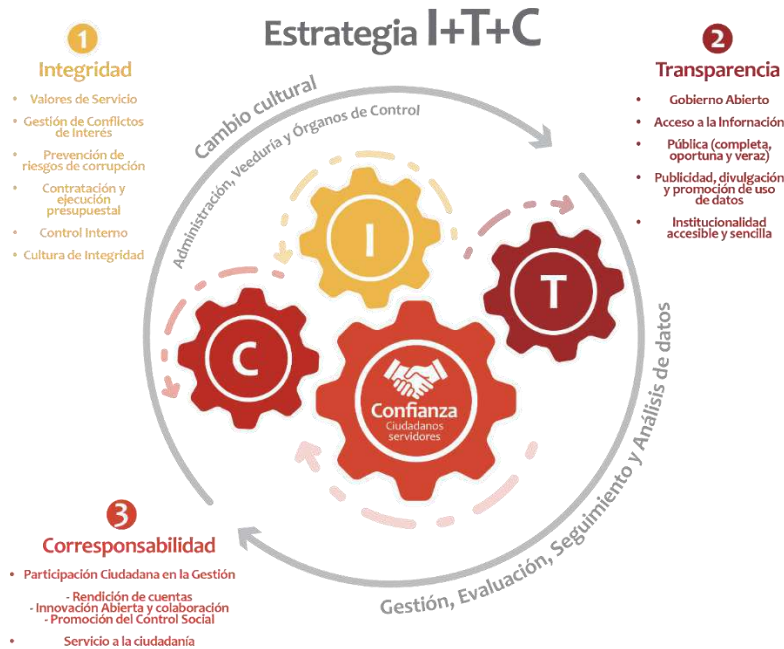 Estrategia I+T+C
1
Integridad
• Valores de Servicio
• Gestión de Conflictos
de Interés
• Prevención de
riesgos de corrupción
• Contratación y
ejecución
presupuestal
• Control Interno
• Cultura de Integridad
2
Transparencia
• Gobierno Abierto
• Acceso a la Infornación
• Pública (completa,
oportuna y veraz)
• Publicidad, divulgación
y promoción de uso
de datos
• Institucionalidad
accesible y sencilla
Cambio cultural
Administración, Veeduría y Órganos de Control
I
T
C
Confianza
Ciudadanos
servidores
Gestión, Evaluación, Seguimiento y Análisis de datos
3
Corresponsabilidad
• Participación Ciudadana en la Gestión
- Rendición de cuentas
- Innovación Abierta y colaboración
- Promoción del Control Social
• Servicio a la ciudadanía